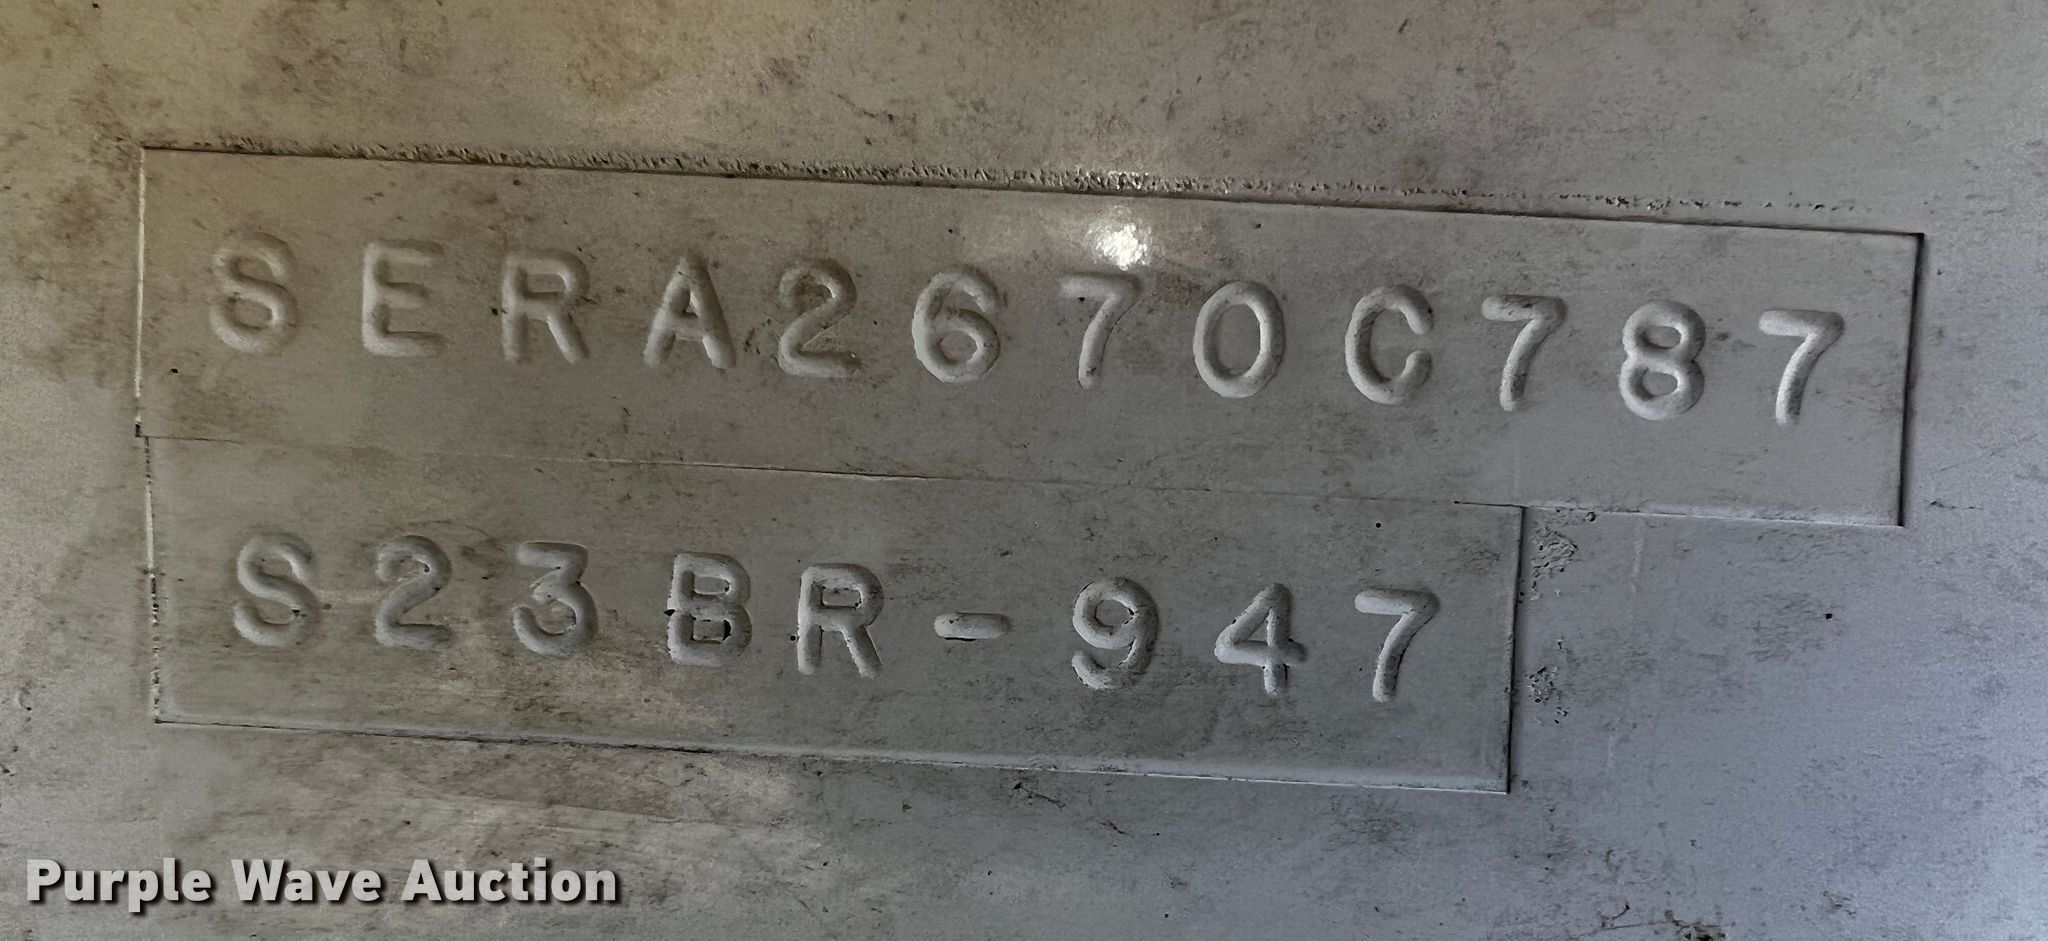 SERA2670C787
S23BR-947
Purple Wave Auction